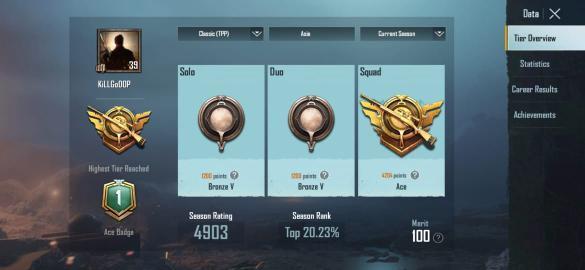 Data
Classic (TPP)
Asia
Current Season
Tier Overview
39
KiLLGoD0P
Solo
Duo
Squad
Statistics
Career Results
Achievements
Highest Tier Reached
1200 points ?
1200 points ?
4204 points ?
Bronze V
Bronze V
Ace
1
Ace Badge
Season Rating
Season Rank
Merit
4903
Top 20.23%
100 ?